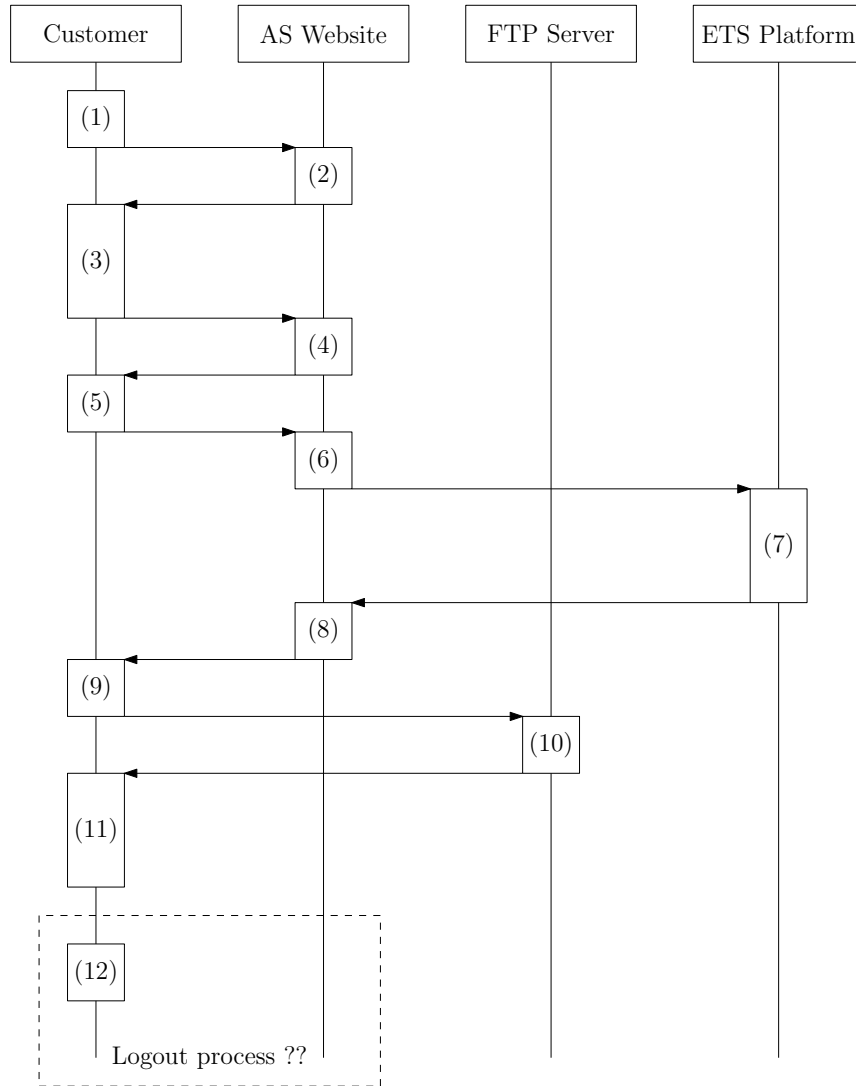 Customer
AS Website
FTP Server
ETS Platform
(1)
(2)
(3)
(4)
(5)
(6)
(7)
(8)
(9)
(10)
(11)
(12)
Logout process ??